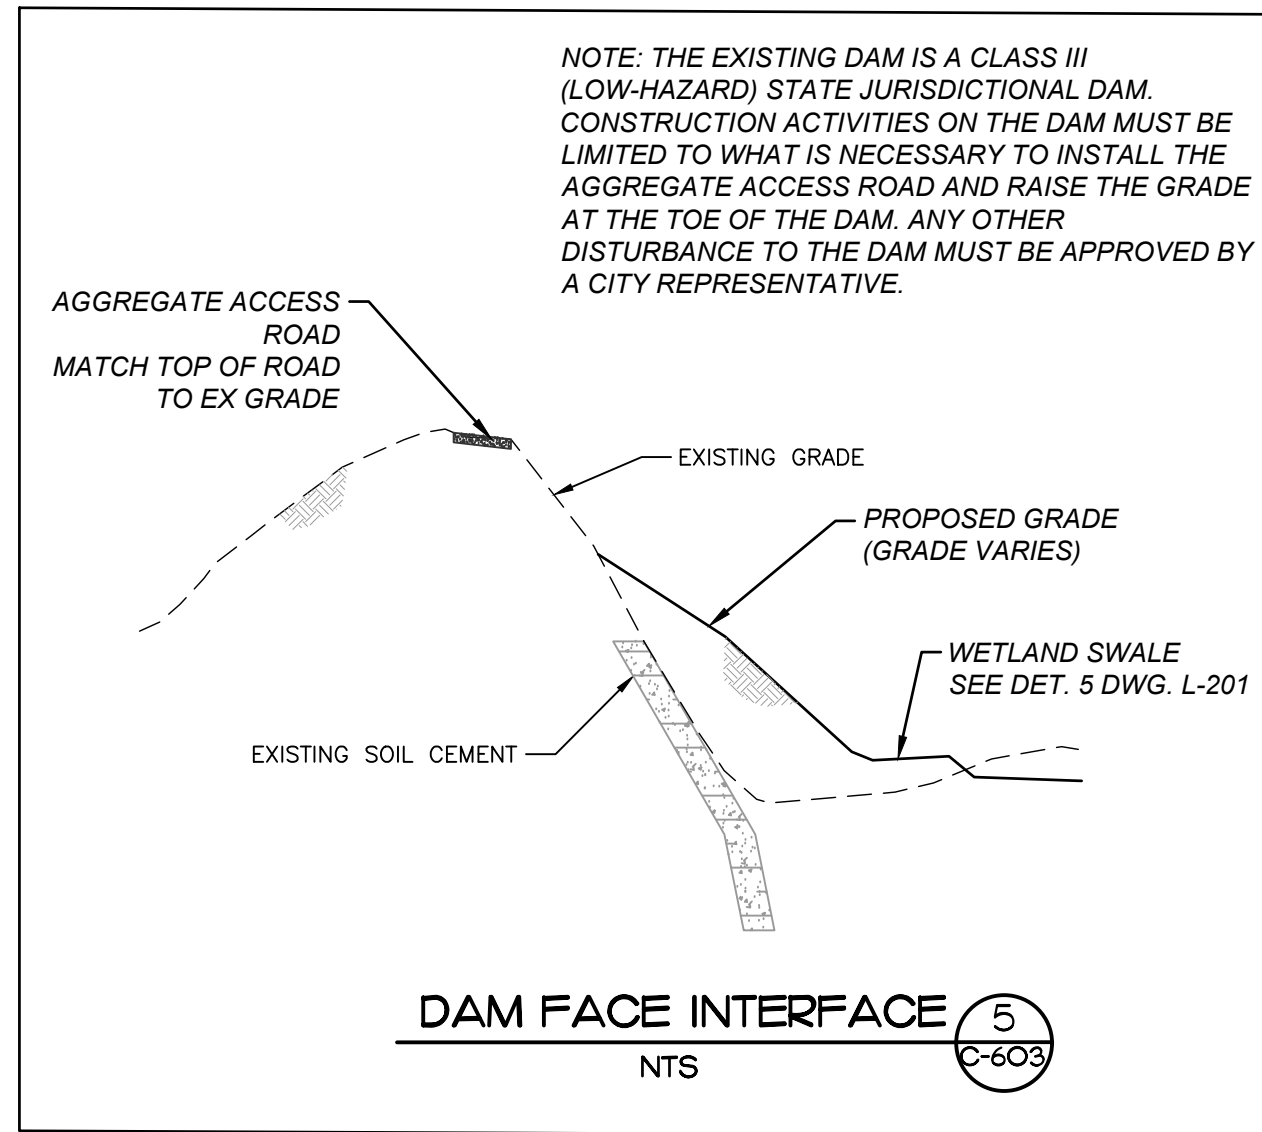 NOTE: THE EXISTING DAM IS A CLASS III
(LOW-HAZARD) STATE JURISDICTIONAL DAM.
CONSTRUCTION ACTIVITIES ON THE DAM MUST BE
LIMITED TO WHAT IS NECESSARY TO INSTALL THE
AGGREGATE ACCESS ROAD AND RAISE THE GRADE
AT THE TOE OF THE DAM. ANY OTHER
DISTURBANCE TO THE DAM MUST BE APPROVED BY
A CITY REPRESENTATIVE.
AGGREGATE ACCESS
ROAD
MATCH TOP OF ROAD
TO EX GRADE
EXISTING GRADE
PROPOSED GRADE
(GRADE VARIES)
WETLAND SWALE
SEE DET. 5 DWG. L-201
EXISTING SOIL CEMENT
DAM FACE INTERFACE
NTS
5
C-603